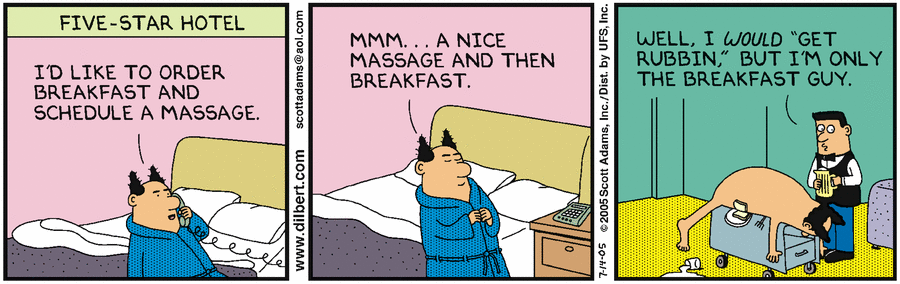 FIVE-STAR HOTEL
I'D LIKE TO ORDER
BREAKFAST AND
SCHEDULE A MASSAGE.
scottadams@aol.com
www.dilbert.com
MMM... A NICE
MASSAGE AND THEN
BREAKFAST.
7-14-05 © 2005 Scott Adams, Inc./Dist. by UFS, Inc.
WELL, I WOULD "GET
RUBBIN," BUT I'M ONLY
THE BREAKFAST GUY.